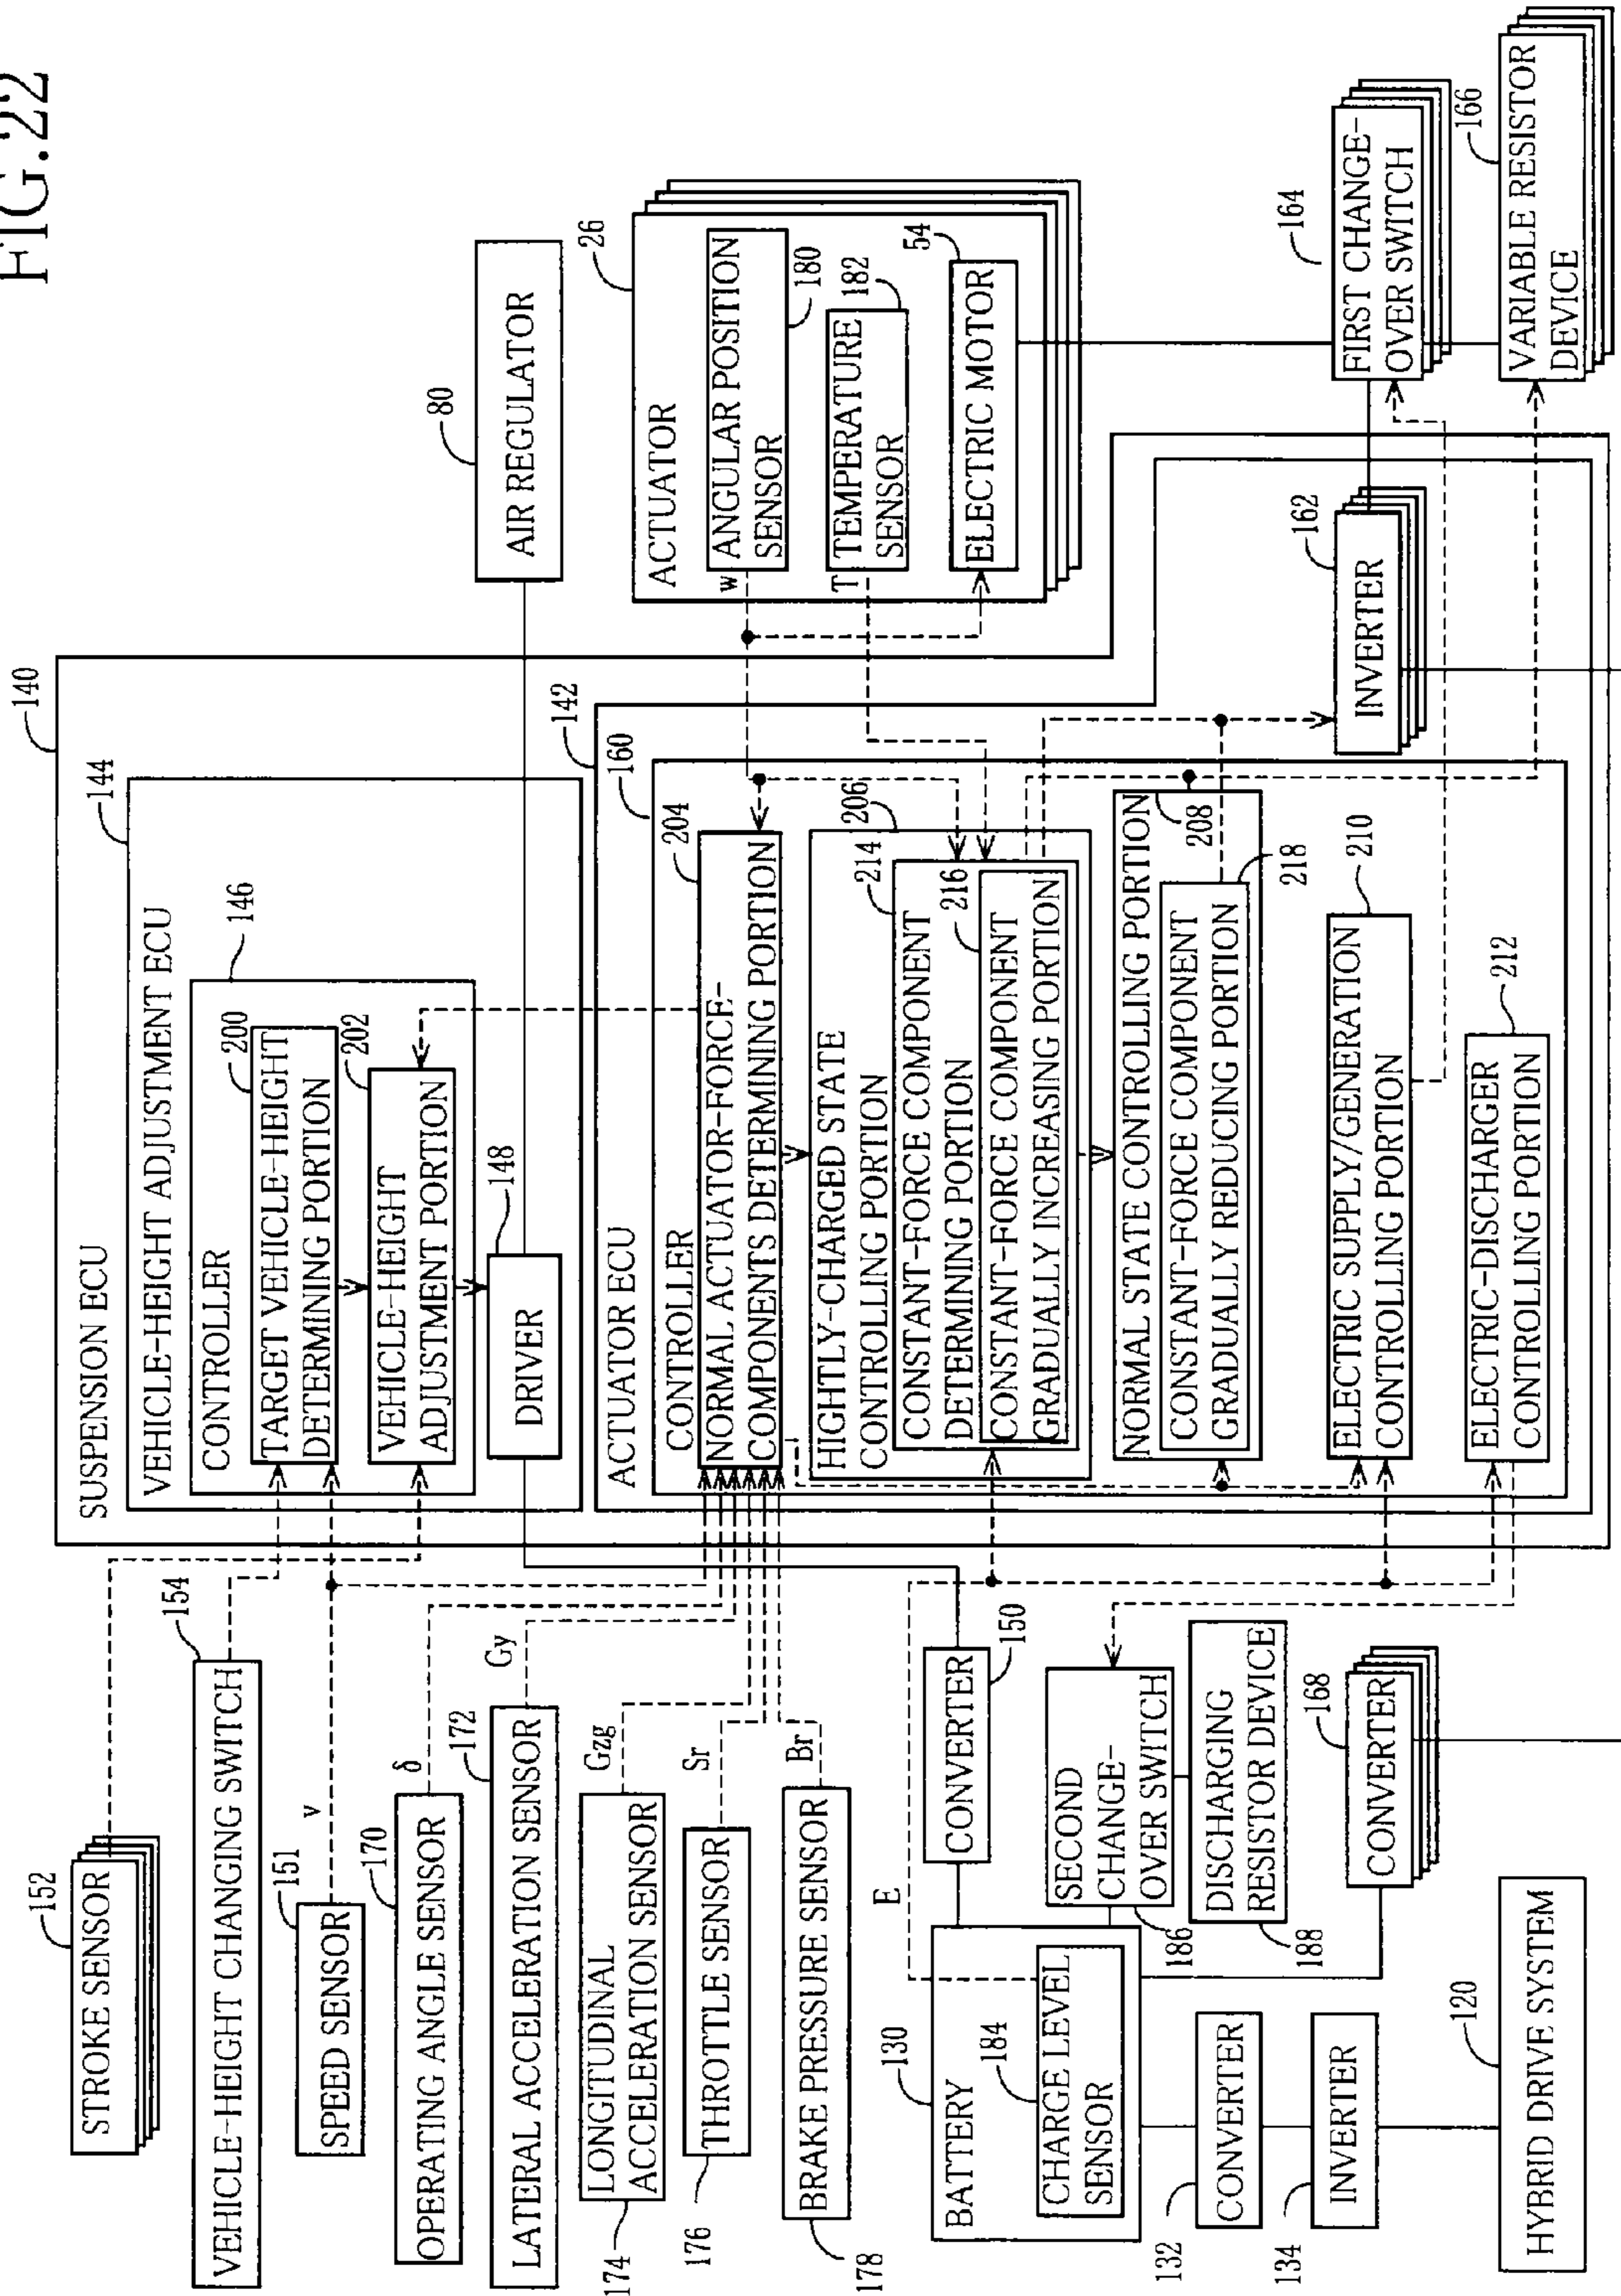 FIG.22
152
STROKE SENSOR
154
VEHICLE-HEIGHT CHANGING SWITCH
151
SPEED SENSOR
v
170
OPERATING ANGLE SENSOR
δ
172
LATERAL ACCELERATION SENSOR
Gy
LONGITUDINAL
ACCELERATION SENSOR
174
Gzg
THROTTLE SENSOR
176
Sr
BRAKE PRESSURE SENSOR
178
Br
130
BATTERY
184
CHARGE LEVEL
SENSOR
E
CONVERTER
150
SECOND
CHANGE-
OVER SWITCH
186
DISCHARGING
RESISTOR DEVICE
188
CONVERTER
168
132
CONVERTER
134
INVERTER
120
HYBRID DRIVE SYSTEM
140
SUSPENSION ECU
144
VEHICLE-HEIGHT ADJUSTMENT ECU
146
CONTROLLER
200
TARGET VEHICLE-HEIGHT
DETERMINING PORTION
202
VEHICLE-HEIGHT
ADJUSTMENT PORTION
148
DRIVER
142
ACTUATOR ECU
160
CONTROLLER
204
NORMAL ACTUATOR-FORCE-
COMPONENTS DETERMINING PORTION
206
HIGHTLY-CHARGED STATE
CONTROLLING PORTION
214
CONSTANT-FORCE COMPONENT
DETERMINING PORTION
216
CONSTANT-FORCE COMPONENT
GRADUALLY INCREASING PORTION
208
NORMAL STATE CONTROLLING PORTION
CONSTANT-FORCE COMPONENT
GRADUALLY REDUCING PORTION
218
ELECTRIC SUPPLY/GENERATION
CONTROLLING PORTION
210
ELECTRIC-DISCHARGER
CONTROLLING PORTION
212
162
INVERTER
80
AIR REGULATOR
26
ACTUATOR
w
ANGULAR POSITION
SENSOR
180
T
TEMPERATURE
SENSOR
182
ELECTRIC MOTOR
54
164
FIRST CHANGE-
OVER SWITCH
166
VARIABLE RESISTOR
DEVICE